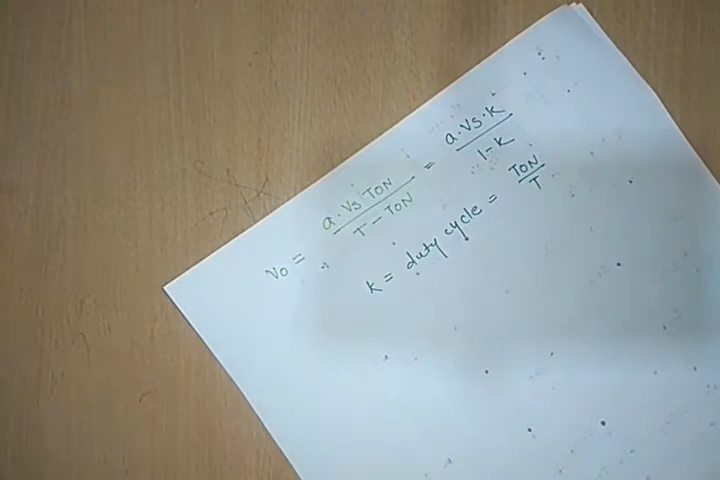 Vo = a.Vs TON / T - TON = a.Vs.K / 1-K
K = duty cycle = TON / T